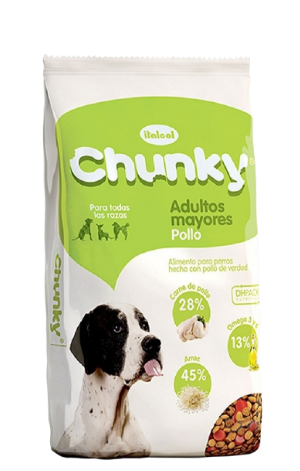 italcol
Chunky
Para todas
las razas
Adultos
mayores
Pollo
Alimento para perros
hecho con pollo de verdad
Carne de pollo
28%
DHPACK
Omega 3 y 6
13%
Arroz
45%
Chunky